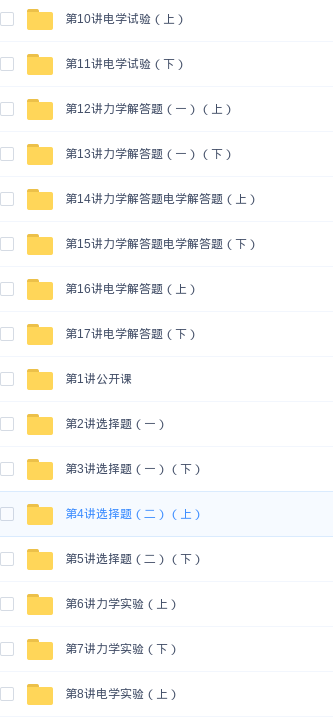 第10讲电学试验（上）
第11讲电学试验（下）
第12讲力学解答题（一）（上）
第13讲力学解答题（一）（下）
第14讲力学解答题电学解答题（上）
第15讲力学解答题电学解答题（下）
第16讲电学解答题（上）
第17讲电学解答题（下）
第1讲公开课
第2讲选择题（一）
第3讲选择题（一）（下）
第4讲选择题（二）（上）
第5讲选择题（二）（下）
第6讲力学实验（上）
第7讲力学实验（下）
第8讲电学实验（上）